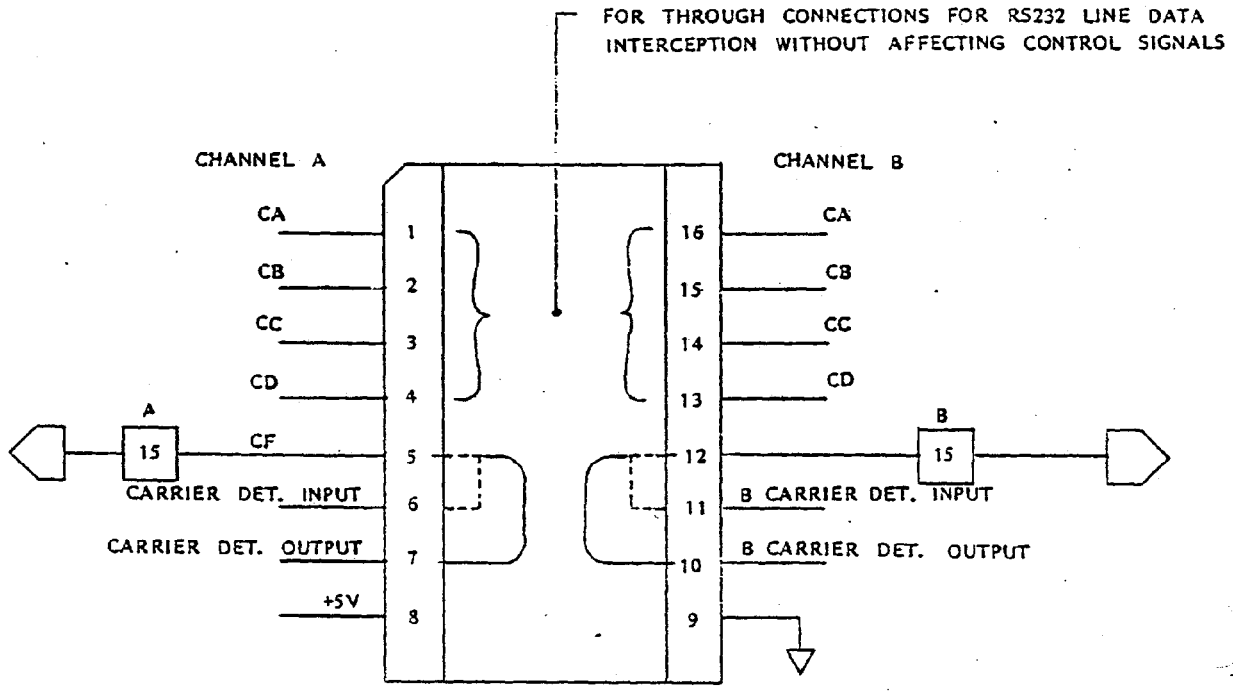 FOR THROUGH CONNECTIONS FOR RS232 LINE DATA
INTERCEPTION WITHOUT AFFECTING CONTROL SIGNALS
CHANNEL A
CHANNEL B
CA 1 16 CA
CB 2 15 CB
CC 3 14 CC
CD 4 13 CD
A B
15 CF 5 12 15
CARRIER DET. INPUT 6 11 B CARRIER DET. INPUT
CARRIER DET. OUTPUT 7 10 B CARRIER DET. OUTPUT
+5V 8 9